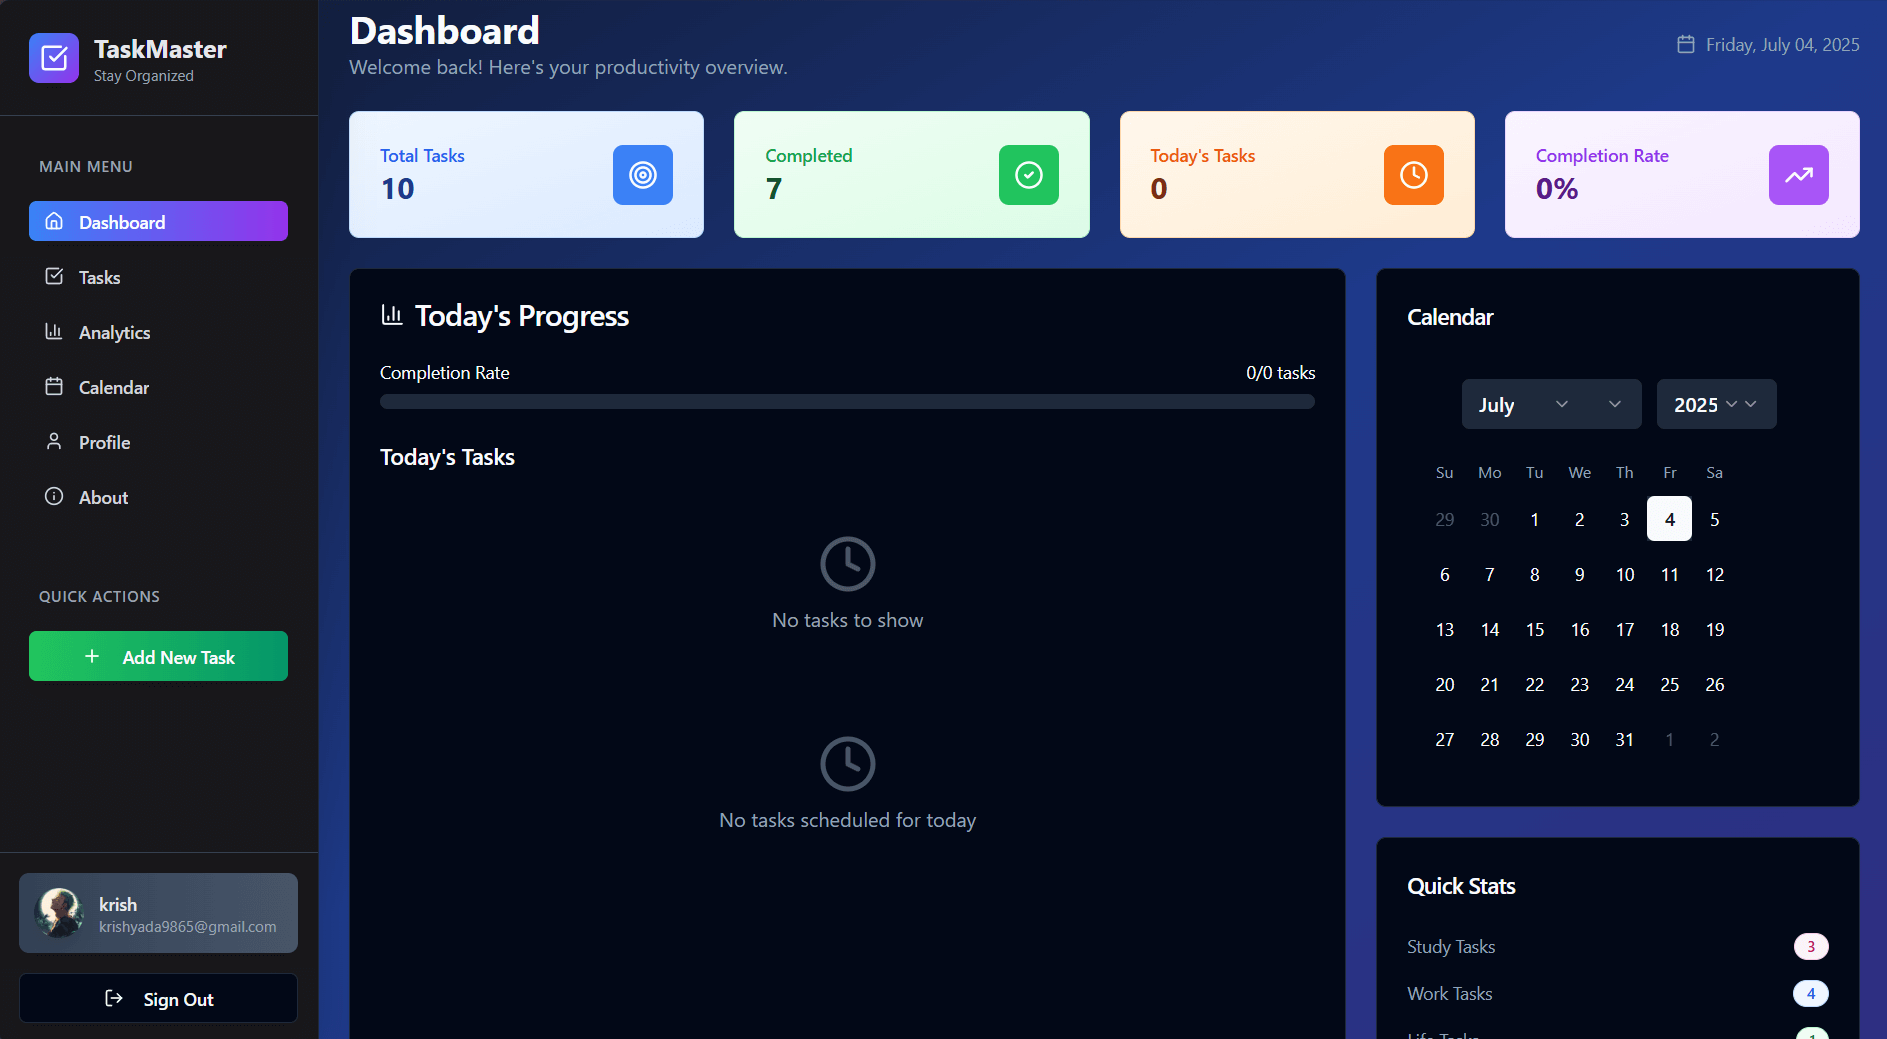 TaskMaster
Stay Organized
MAIN MENU
Dashboard
Tasks
Analytics
Calendar
Profile
About
QUICK ACTIONS
+ Add New Task
krish
krishyada9865@gmail.com
Sign Out
Dashboard
Welcome back! Here's your productivity overview.
Friday, July 04, 2025
Total Tasks
10
Completed
7
Today's Tasks
0
Completion Rate
0%
Today's Progress
Completion Rate 0/0 tasks
Today's Tasks
No tasks to show
No tasks scheduled for today
Calendar
July 2025
Su Mo Tu We Th Fr Sa
29 30 1 2 3 4 5
6 7 8 9 10 11 12
13 14 15 16 17 18 19
20 21 22 23 24 25 26
27 28 29 30 31 1 2
Quick Stats
Study Tasks 3
Work Tasks 4
Life Tasks 1